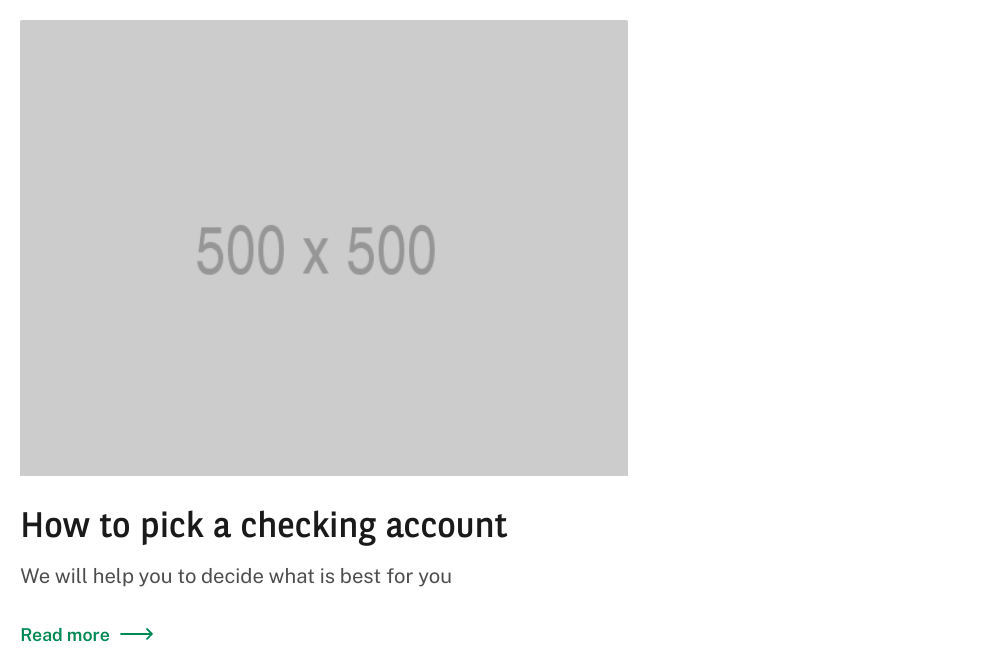 500 x 500
How to pick a checking account
We will help you to decide what is best for you
Read more